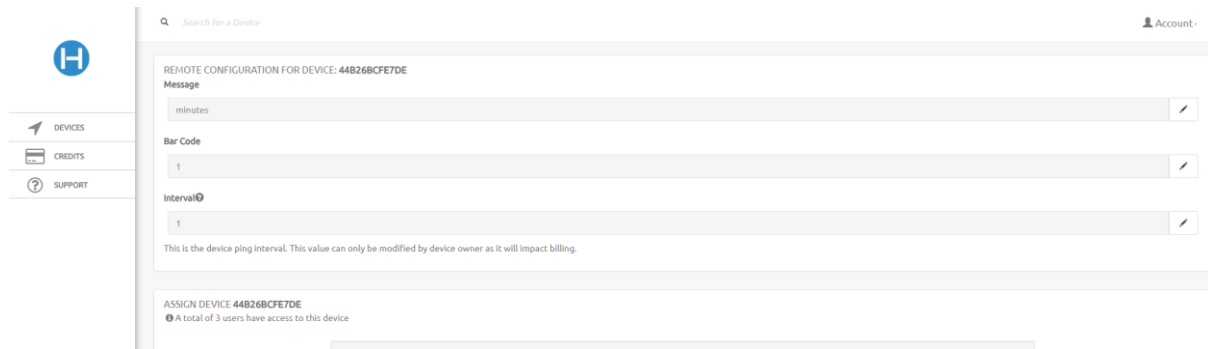 Search for a Device
Account
H
REMOTE CONFIGURATION FOR DEVICE: 44B26BCFE7DE
Message
minutes
DEVICES
Bar Code
CREDITS
1
SUPPORT
Interval
1
This is the device ping interval. This value can only be modified by device owner as it will impact billing.
ASSIGN DEVICE 44B26BCFE7DE
A total of 3 users have access to this device